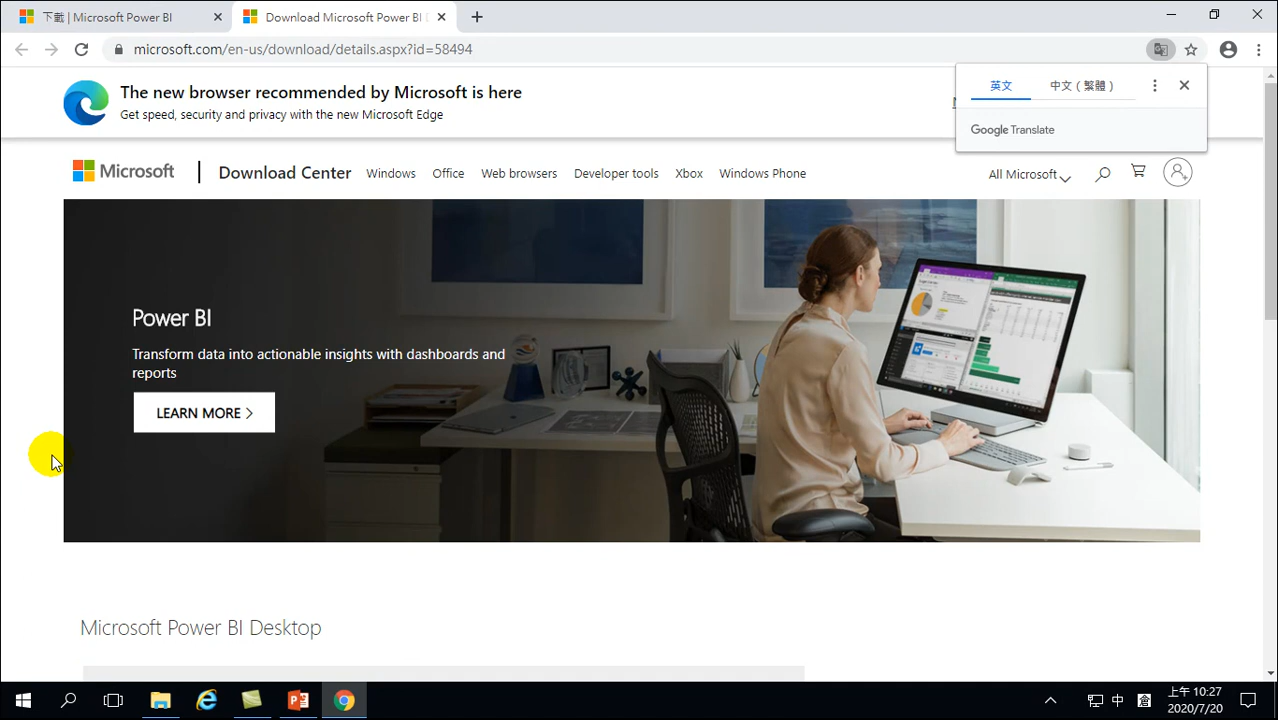 下載 | Microsoft Power BI
Download Microsoft Power BI
microsoft.com/en-us/download/details.aspx?id=58494
The new browser recommended by Microsoft is here
Get speed, security and privacy with the new Microsoft Edge
英文
中文（繁體）
Google Translate
Microsoft
Download Center
Windows
Office
Web browsers
Developer tools
Xbox
Windows Phone
All Microsoft
Power BI
Transform data into actionable insights with dashboards and
reports
LEARN MORE
Microsoft Power BI Desktop
中
倉
上午 10:27
2020/7/20